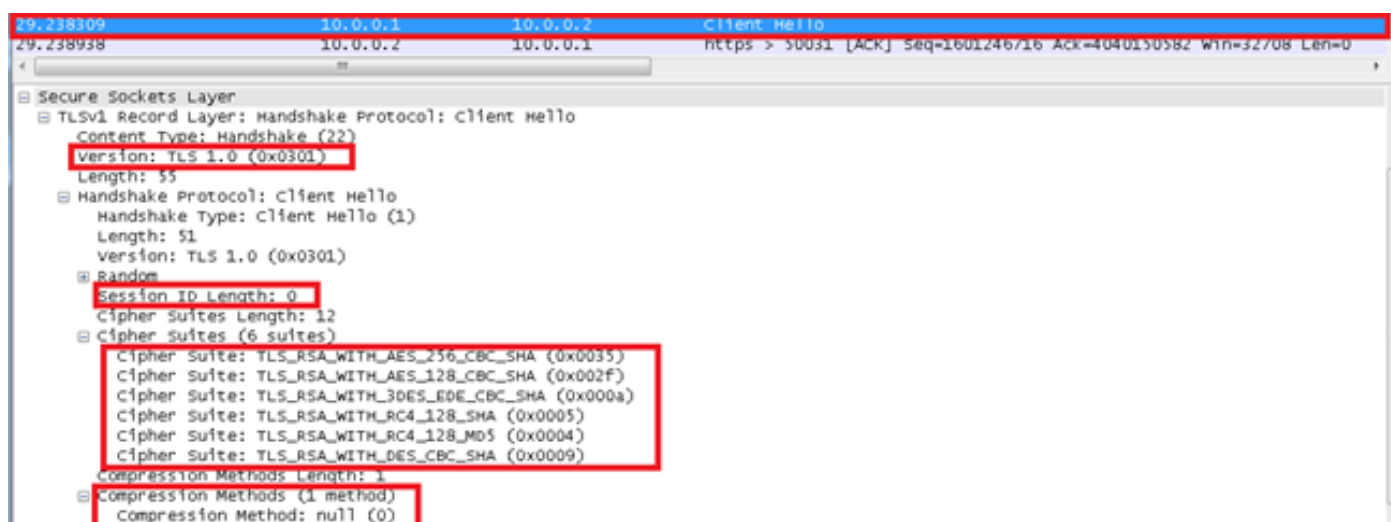 29.238309 10.0.0.1 10.0.0.2 Client Hello
29.238938 10.0.0.2 10.0.0.1 https > 50031 [ACK] Seq=1601246716 Ack=4040150582 Win=32708 Len=0
Secure Sockets Layer
TLSv1 Record Layer: Handshake Protocol: Client Hello
Content Type: Handshake (22)
Version: TLS 1.0 (0x0301)
Length: 55
Handshake Protocol: Client Hello
Handshake Type: Client Hello (1)
Length: 51
Version: TLS 1.0 (0x0301)
Random
Session ID Length: 0
Cipher Suites Length: 12
Cipher Suites (6 suites)
Cipher Suite: TLS_RSA_WITH_AES_256_CBC_SHA (0x0035)
Cipher Suite: TLS_RSA_WITH_AES_128_CBC_SHA (0x002f)
Cipher Suite: TLS_RSA_WITH_3DES_EDE_CBC_SHA (0x000a)
Cipher Suite: TLS_RSA_WITH_RC4_128_SHA (0x0005)
Cipher Suite: TLS_RSA_WITH_RC4_128_MD5 (0x0004)
Cipher Suite: TLS_RSA_WITH_DES_CBC_SHA (0x0009)
Compression Methods Length: 1
Compression Methods (1 method)
Compression Method: null (0)